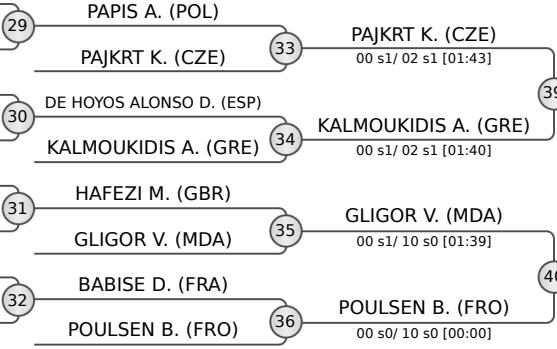 PAPIS A. (POL)
29
PAJKRT K. (CZE)
33
PAJKRT K. (CZE)
00 s1/ 02 s1 [01:43]
39
DE HOYOS ALONSO D. (ESP)
30
KALMOUKIDIS A. (GRE)
34
KALMOUKIDIS A. (GRE)
00 s1/ 02 s1 [01:40]
HAFEZI M. (GBR)
31
GLIGOR V. (MDA)
35
GLIGOR V. (MDA)
00 s1/ 10 s0 [01:39]
40
BABISE D. (FRA)
32
POULSEN B. (FRO)
36
POULSEN B. (FRO)
00 s0/ 10 s0 [00:00]